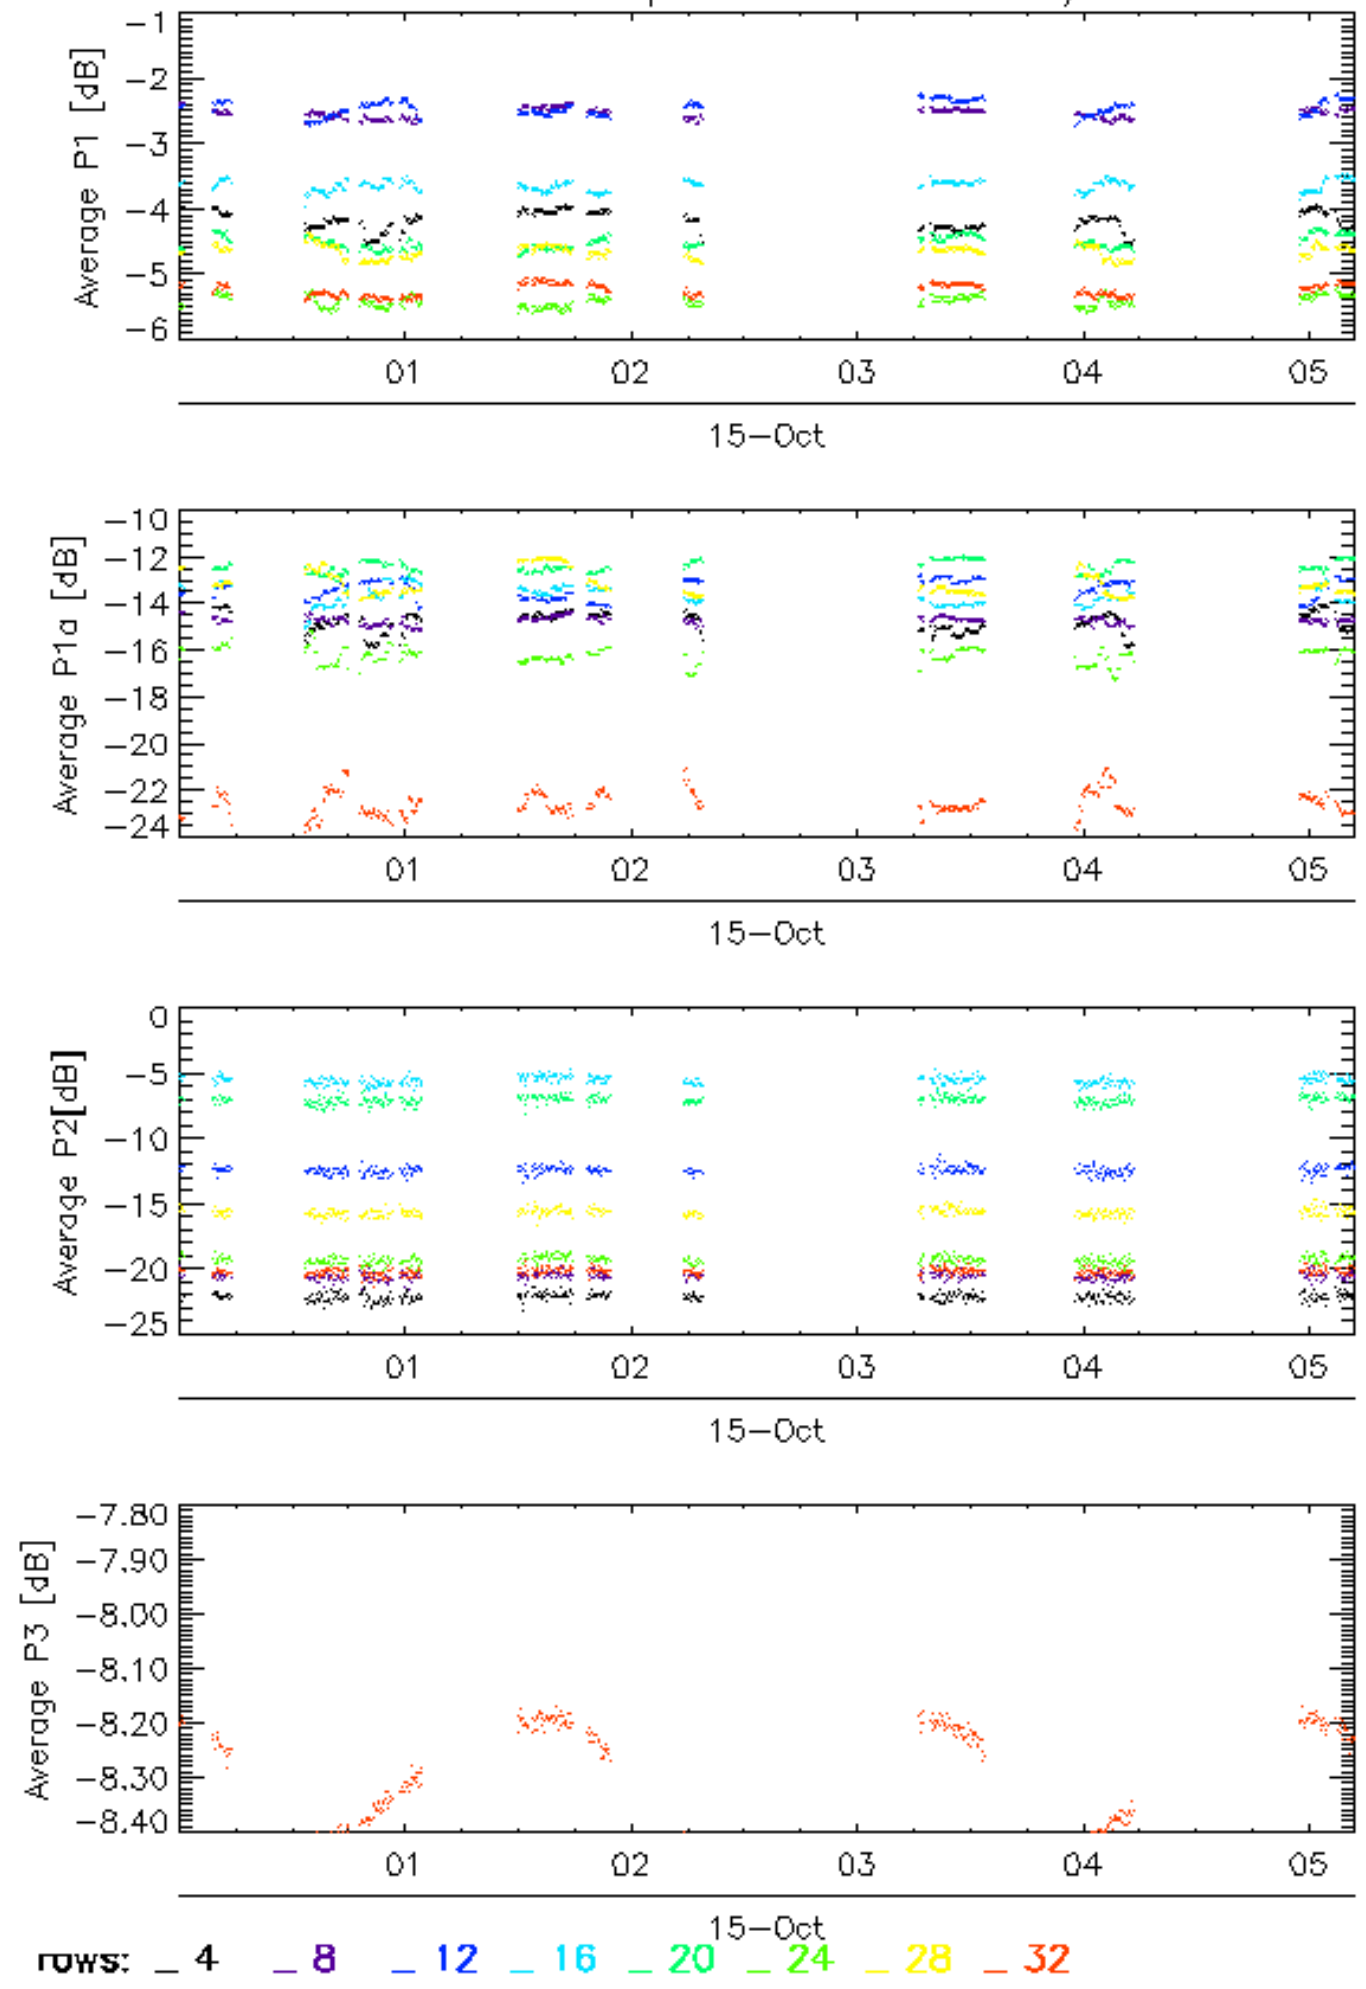 Average P1 [dB]
-1
-2
-3
-4
-5
-6
01 02 03 04 05
15-Oct
Average P1a [dB]
-10
-12
-14
-16
-18
-20
-22
-24
01 02 03 04 05
15-Oct
Average P2[dB]
0
-5
-10
-15
-20
-25
01 02 03 04 05
15-Oct
Average P3 [dB]
-7.80
-7.90
-8.00
-8.10
-8.20
-8.30
-8.40
01 02 03 04 05
15-Oct
rows: _ 4 _ 8 _ 12 _ 16 _ 20 _ 24 _ 28 _ 32